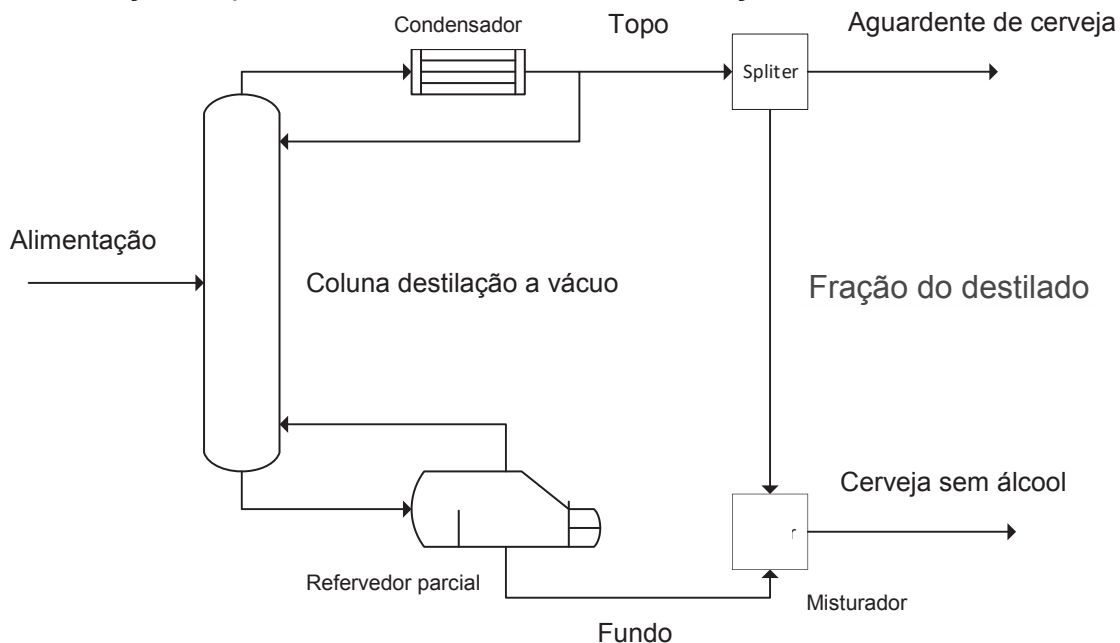 Condensador
Topo
Aguardente de cerveja
Spliter
Alimentação
Coluna destilação a vácuo
Fração do destilado
Cerveja sem álcool
r
Refervedor parcial
Misturador
Fundo